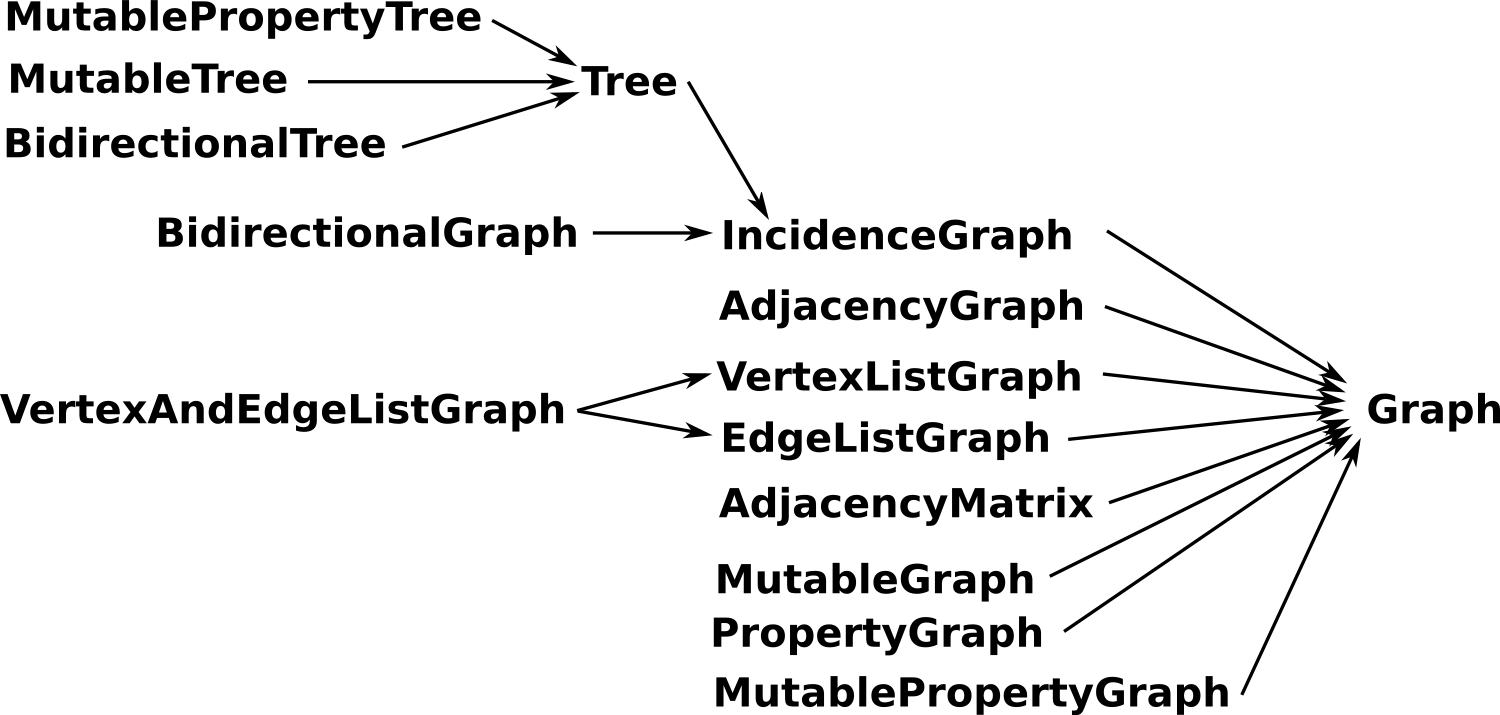 MutablePropertyTree
MutableTree
Tree
BidirectionalTree
BidirectionalGraph
IncidenceGraph
AdjacencyGraph
VertexListGraph
VertexAndEdgeListGraph
Graph
EdgeListGraph
AdjacencyMatrix
MutableGraph
PropertyGraph
MutablePropertyGraph